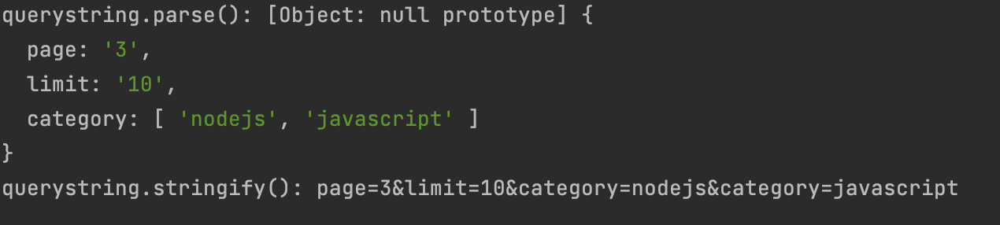 querystring.parse(): [Object: null prototype] {
  page: '3',
  limit: '10',
  category: [ 'nodejs', 'javascript' ]
}
querystring.stringify(): page=3&limit=10&category=nodejs&category=javascript